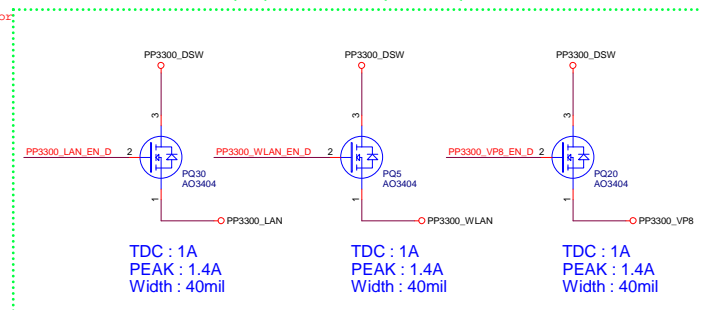 or
PP3300_DSW
PP3300_DSW
PP3300_DSW
3
3
3
PP3300_LAN_EN_D
2
PP3300_WLAN_EN_D
2
PP3300_VP8_EN_D
2
PQ30
AO3404
PQ5
AO3404
PQ20
AO3404
1
1
1
PP3300_LAN
PP3300_WLAN
PP3300_VP8
TDC : 1A
PEAK : 1.4A
Width : 40mil
TDC : 1A
PEAK : 1.4A
Width : 40mil
TDC : 1A
PEAK : 1.4A
Width : 40mil